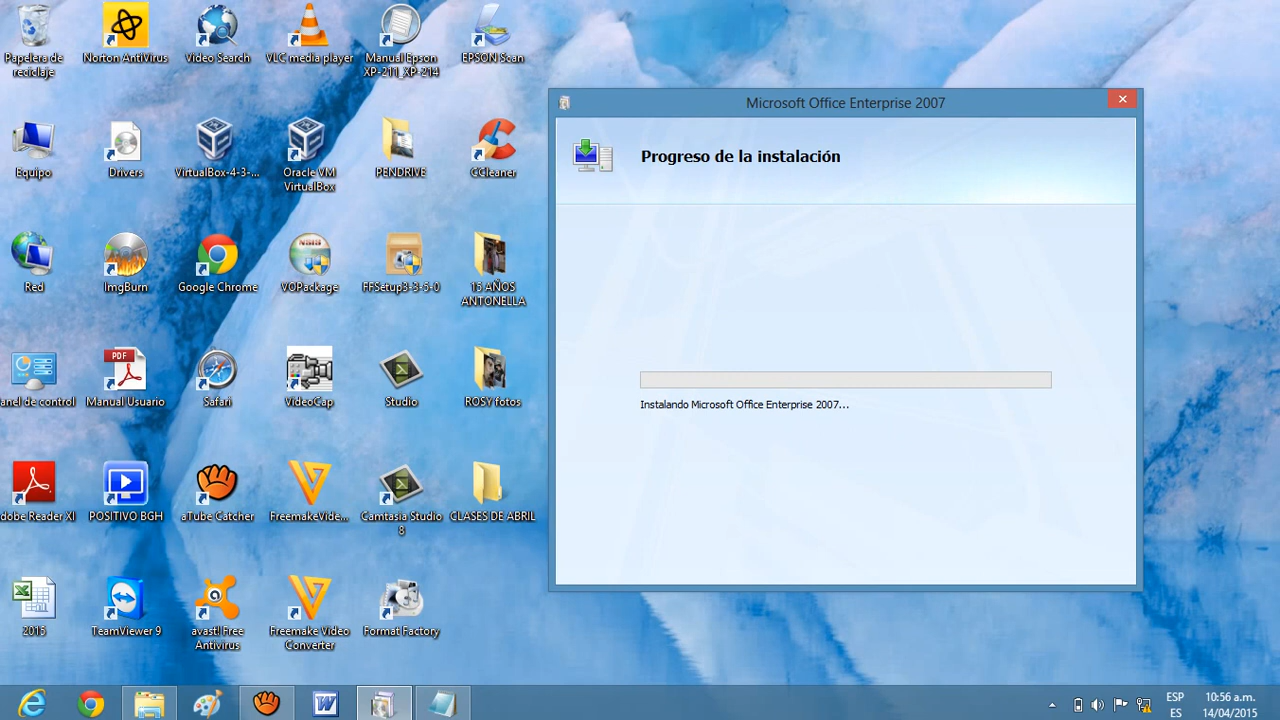 Papelera de
reciclaje
Norton AntiVirus
Video Search
VLC media player
Manual Epson
XP-211_XP-214
EPSON Scan
Equipo
Drivers
VirtualBox-4-3-...
Oracle VM
VirtualBox
PENDRIVE
CCleaner
Red
ImgBurn
Google Chrome
NSIS
VOPackage
FFSetup3-3-5-0
15 AÑOS
ANTONELLA
anel de control
PDF
Manual Usuario
Safari
VideoCap
Studio
ROSY fotos
dobe Reader XI
POSITIVO BGH
aTube Catcher
FreemakeVide...
Camtasia Studio
8
CLASES DE ABRIL
2015
TeamViewer 9
avast! Free
Antivirus
Freemake Video
Converter
Format Factory
Microsoft Office Enterprise 2007
Progreso de la instalación
Instalando Microsoft Office Enterprise 2007...
ESP
ES
10:56 a.m.
14/04/2015